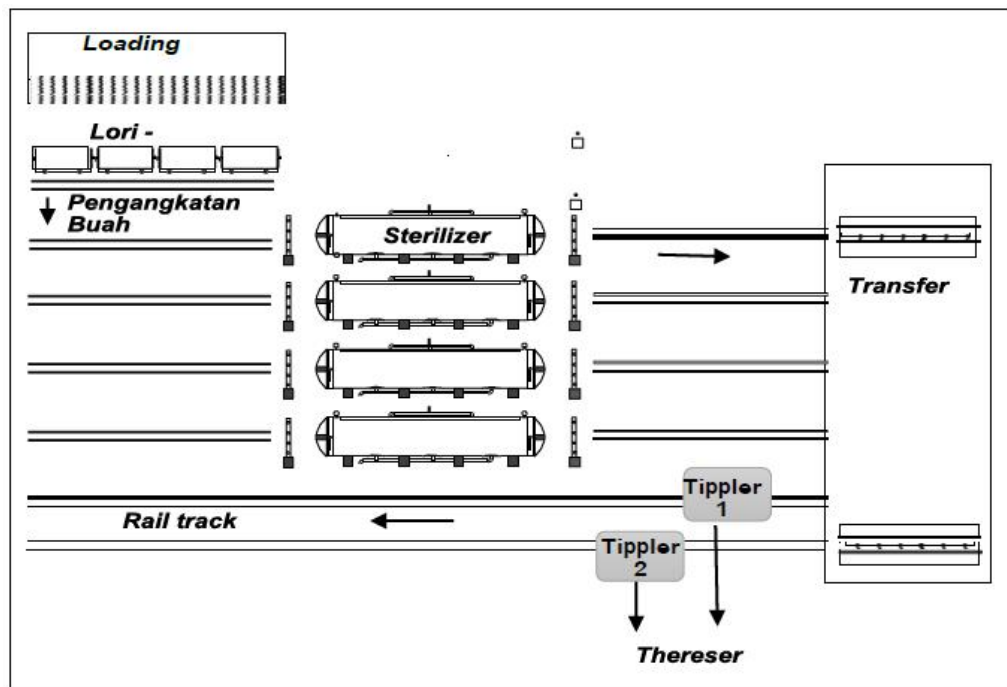 Loading
Lori -
Pengangkatan
Buah
Sterilizer
Transfer
Tippler
1
Rail track
Tippler
2
Thereser